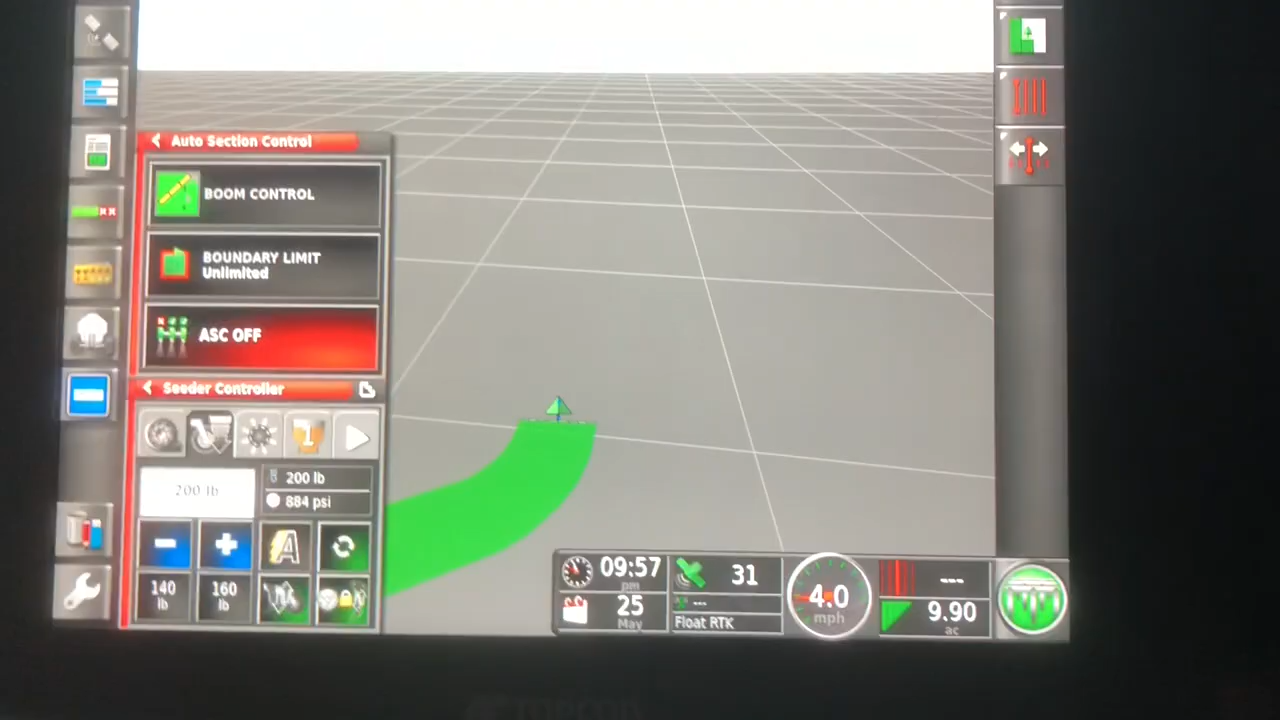 Auto Section Control
BOOM CONTROL
BOUNDARY LIMIT
Unlimited
ASC OFF
Seeder Controller
1
200 lb
200 lb
884 psi
A
140
lb
160
lb
09:57
pm
25
May
31
---
Float RTK
4.0
mph
---
9.90
ac